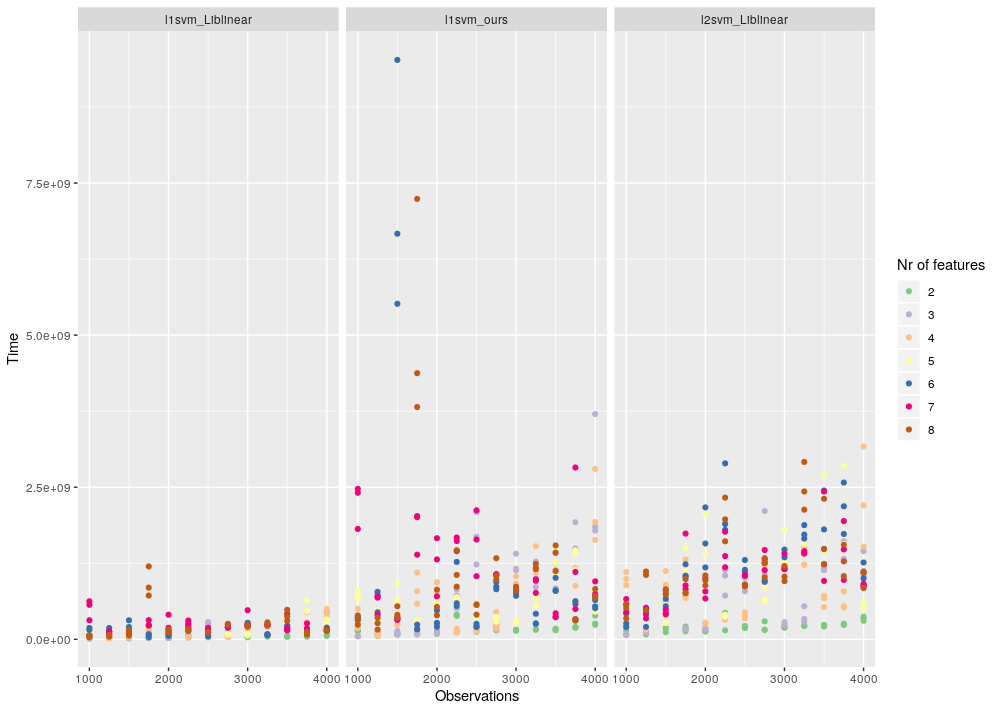 l1svm_Liblinear
l1svm_ours
l2svm_Liblinear
7.5e+09
5.0e+09
2.5e+09
0.0e+00
Time
1000 2000 3000 4000
1000 2000 3000 4000
1000 2000 3000 4000
Observations
Nr of features
2
3
4
5
6
7
8